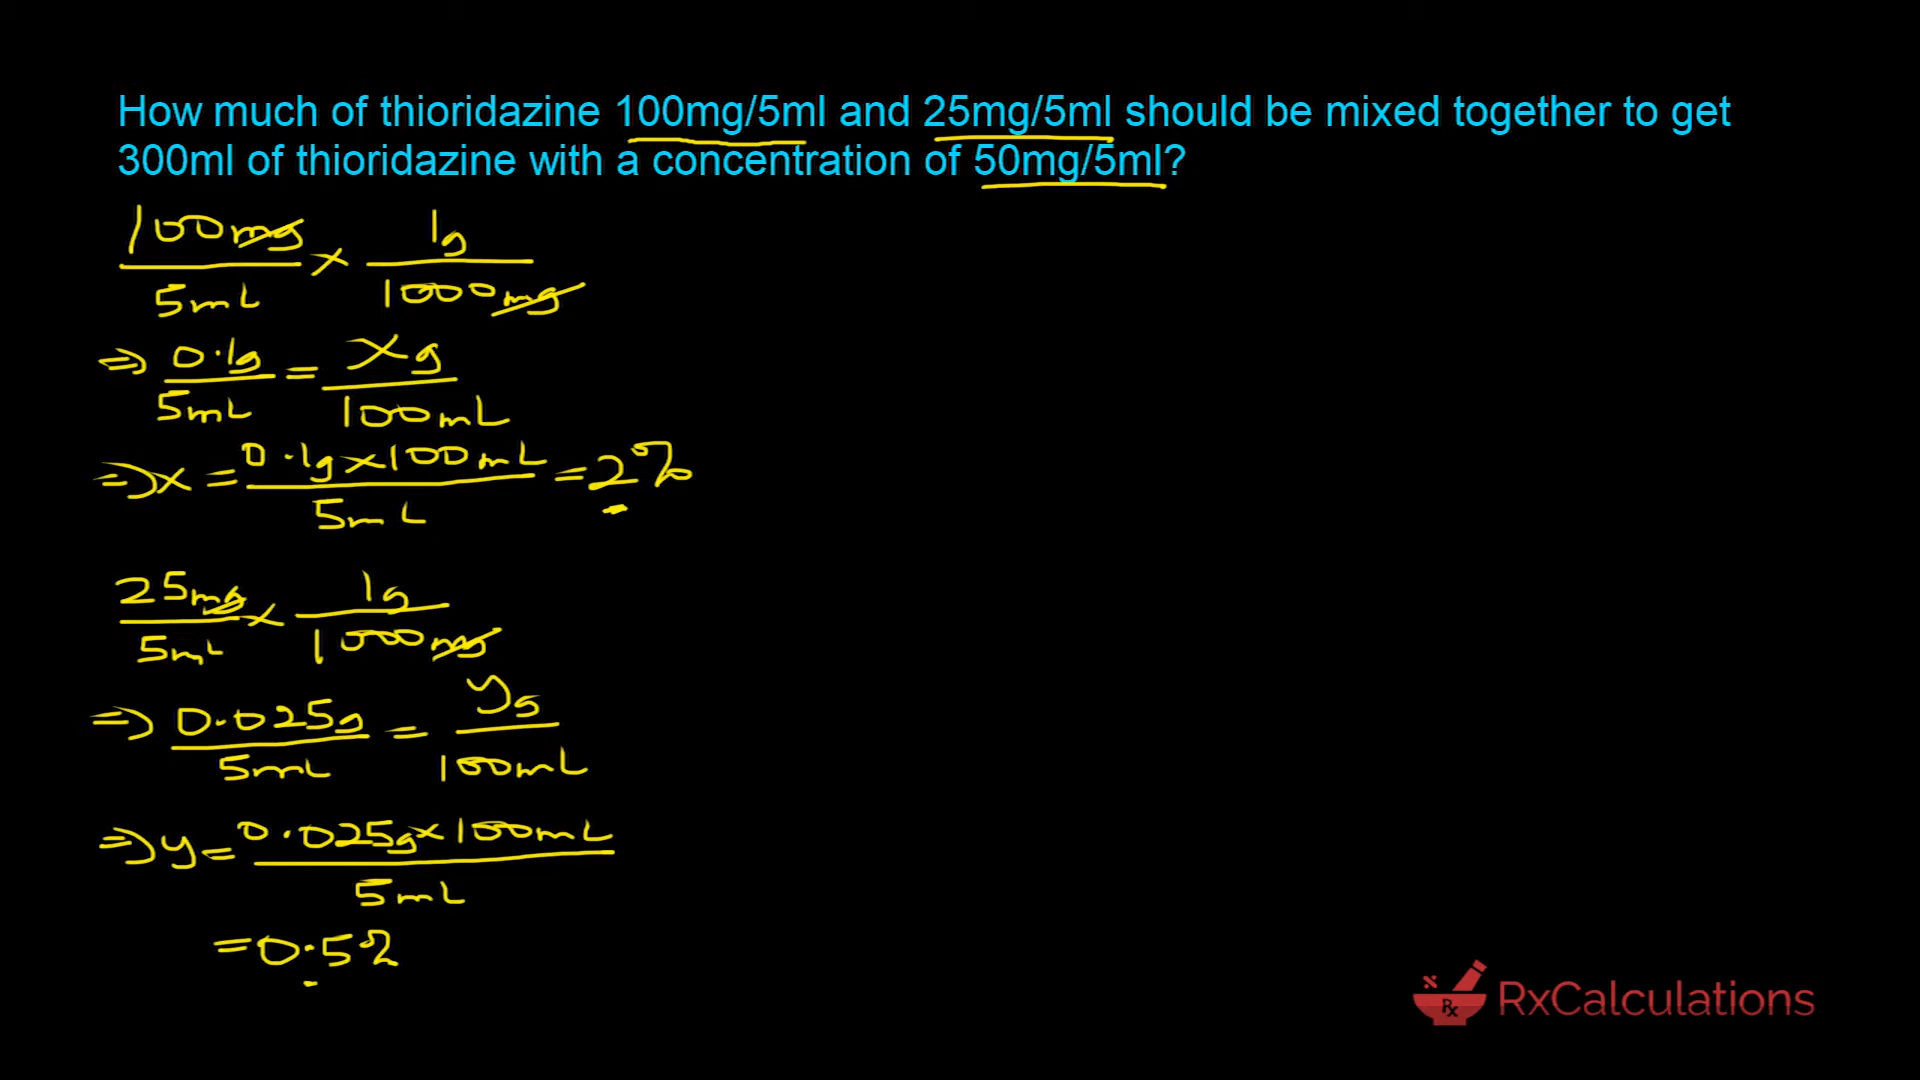 How much of thioridazine 100mg/5ml and 25mg/5ml should be mixed together to get
300ml of thioridazine with a concentration of 50mg/5ml?
100mg/5mL × 1g/1000mg
⇒ 0.1g/5mL = Xg/100mL
⇒ x = 0.1g×100mL/5mL = 2%
25mg/5mL × 1g/1000mg
⇒ 0.025g/5mL = yg/100mL
⇒ y = 0.025g×100mL/5mL
= 0.5%
Rx RxCalculations